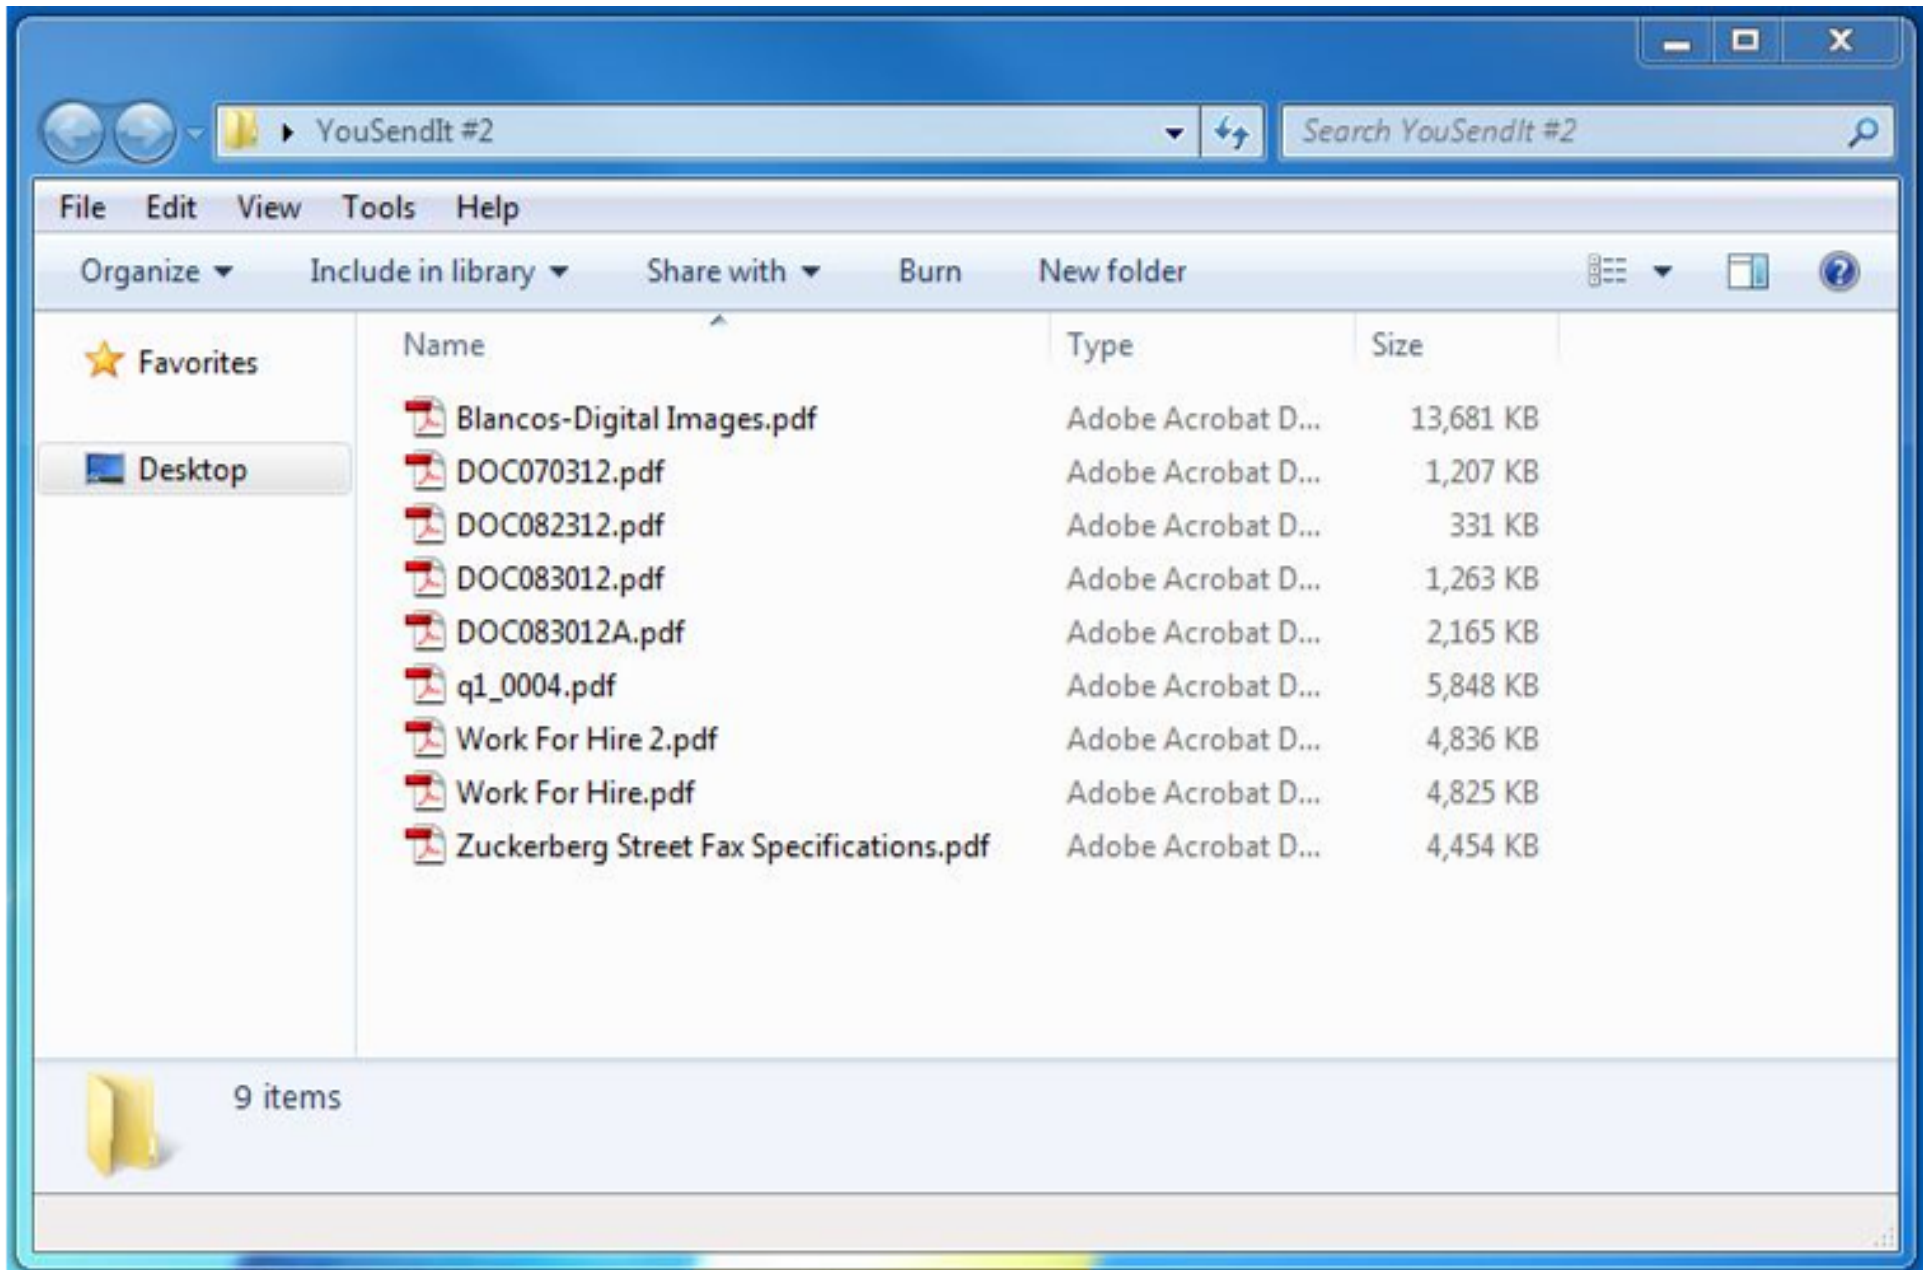 YouSendIt #2 Search YouSendIt #2
File Edit View Tools Help
Organize Include in library Share with Burn New folder
Favorites
Desktop
Name Type Size
Blancos-Digital Images.pdf Adobe Acrobat D... 13,681 KB
DOC070312.pdf Adobe Acrobat D... 1,207 KB
DOC082312.pdf Adobe Acrobat D... 331 KB
DOC083012.pdf Adobe Acrobat D... 1,263 KB
DOC083012A.pdf Adobe Acrobat D... 2,165 KB
q1_0004.pdf Adobe Acrobat D... 5,848 KB
Work For Hire 2.pdf Adobe Acrobat D... 4,836 KB
Work For Hire.pdf Adobe Acrobat D... 4,825 KB
Zuckerberg Street Fax Specifications.pdf Adobe Acrobat D... 4,454 KB
9 items